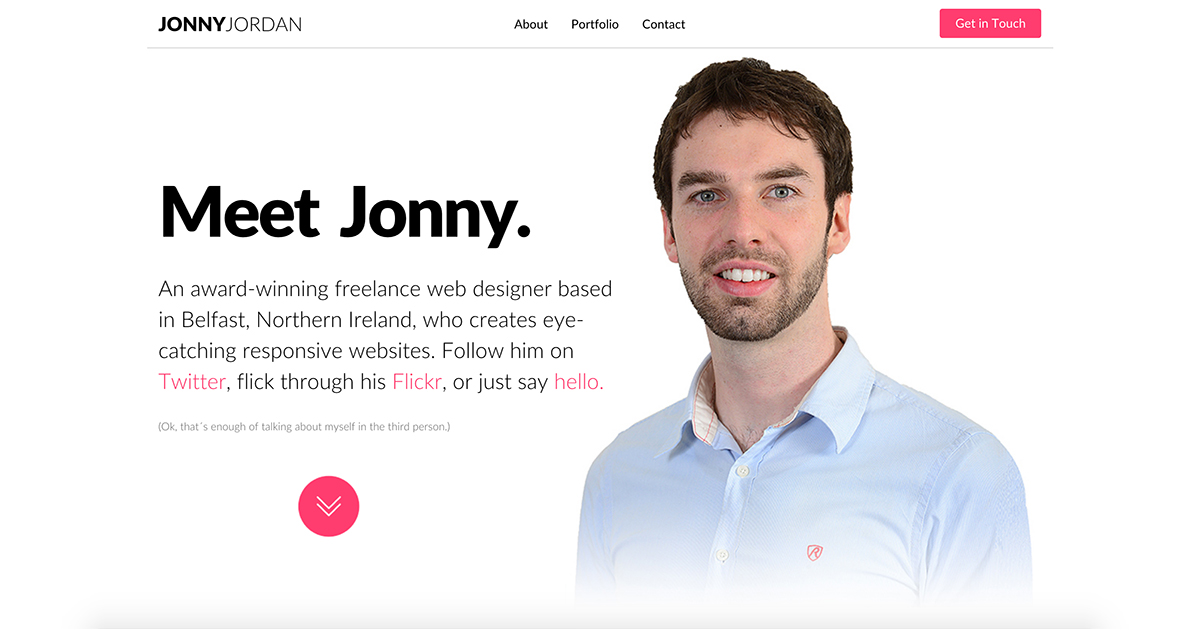 JONNYJORDAN
About Portfolio Contact
Get in Touch
Meet Jonny.
An award-winning freelance web designer based
in Belfast, Northern Ireland, who creates eye-
catching responsive websites. Follow him on
Twitter, flick through his Flickr, or just say hello.
(Ok, that´s enough of talking about myself in the third person.)